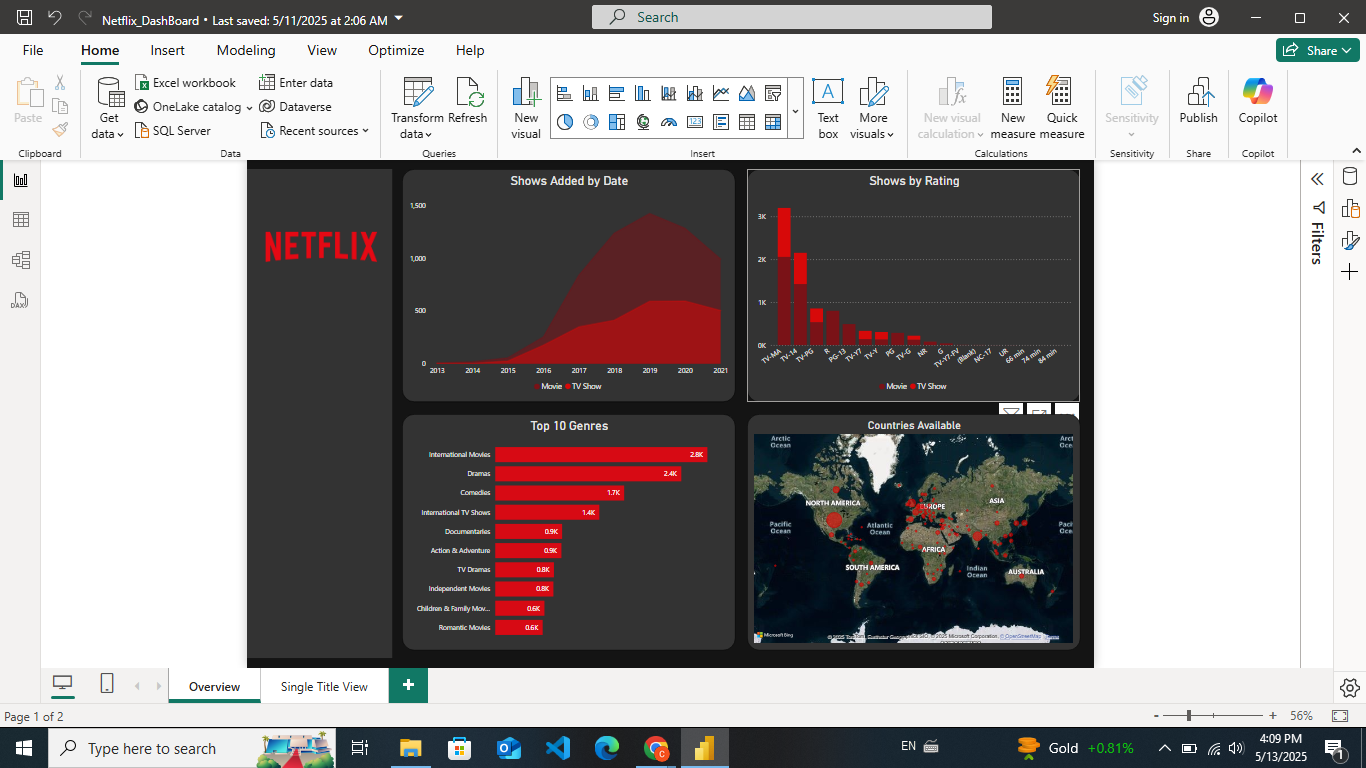 Netflix_DashBoard • Last saved: 5/11/2025 at 2:06 AM
Search
Sign in
File
Home
Insert
Modeling
View
Optimize
Help
Share
Paste
Get data
Excel workbook
OneLake catalog
SQL Server
Enter data
Dataverse
Recent sources
Transform data
Refresh
New visual
Text box
More visuals
New visual calculation
New measure
Quick measure
Sensitivity
Publish
Copilot
Clipboard
Data
Queries
Insert
Calculations
Sensitivity
Share
Copilot
NETFLIX
Shows Added by Date
1,500
1,000
500
0
2013 2014 2015 2016 2017 2018 2019 2020 2021
Movie TV Show
Shows by Rating
3K
2K
1K
0K
TV-MA TV-14 TV-PG R PG-13 TV-Y7 TV-Y PG TV-G NR G TV-Y7-FV (Blank) NC-17 UR 66 min 74 min 84 min
Movie TV Show
Top 10 Genres
International Movies 2.8K
Dramas 2.4K
Comedies 1.7K
International TV Shows 1.4K
Documentaries 0.9K
Action & Adventure 0.9K
TV Dramas 0.8K
Independent Movies 0.8K
Children & Family Mov... 0.6K
Romantic Movies 0.6K
Countries Available
Arctic Ocean
Arct
Oce
NORTH AMERICA
EUROPE
ASIA
Pacific Ocean
Atlantic Ocean
Paci
Oce
AFRICA
SOUTH AMERICA
Indian Ocean
AUSTRALIA
Microsoft Bing
© 2025 Microsoft Corporation, © OpenStreetMap Terms
Filters
DAX
Overview
Single Title View
Page 1 of 2
56%
Type here to search
EN
Gold +0.81%
4:09 PM
5/13/2025
1